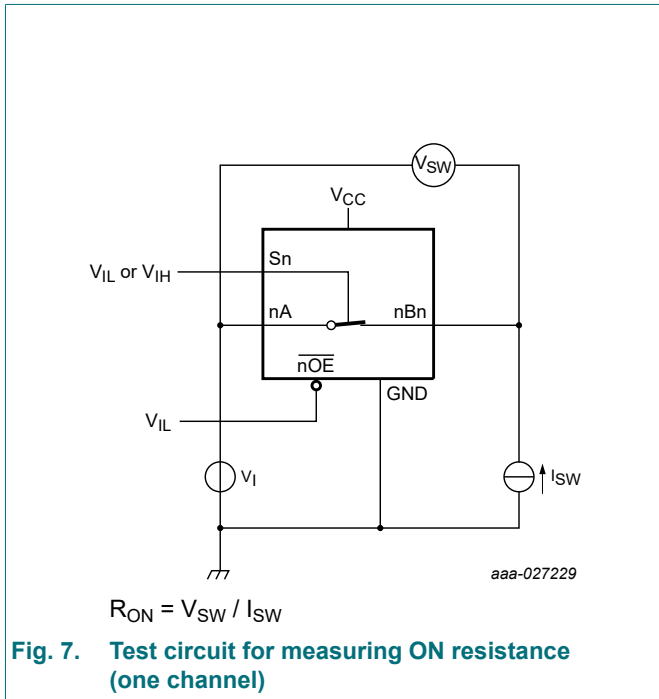 VSW
VCC
Sn
VIL or VIH
nA
nBn
nOE
GND
VIL
VI
ISW
aaa-027229
RON = VSW / ISW
Fig. 7. Test circuit for measuring ON resistance
(one channel)